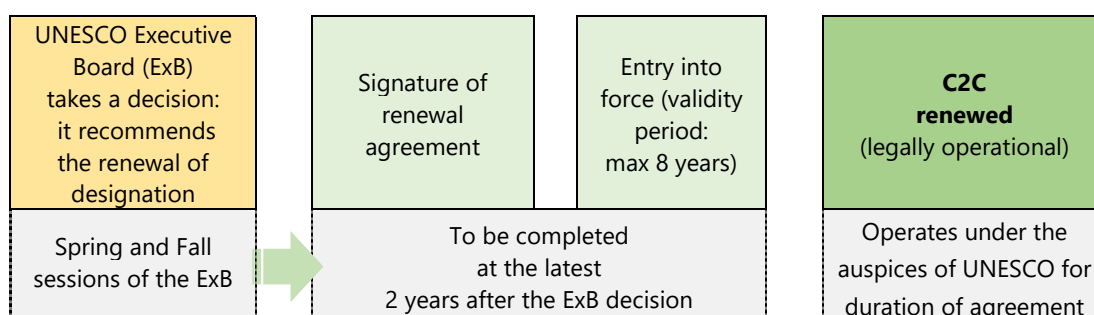 UNESCO Executive
Board (ExB)
takes a decision:
it recommends
the renewal of
designation
Spring and Fall
sessions of the ExB
Signature of
renewal
agreement
Entry into
force (validity
period:
max 8 years)
To be completed
at the latest
2 years after the ExB decision
C2C
renewed
(legally operational)
Operates under the
auspices of UNESCO for
duration of agreement